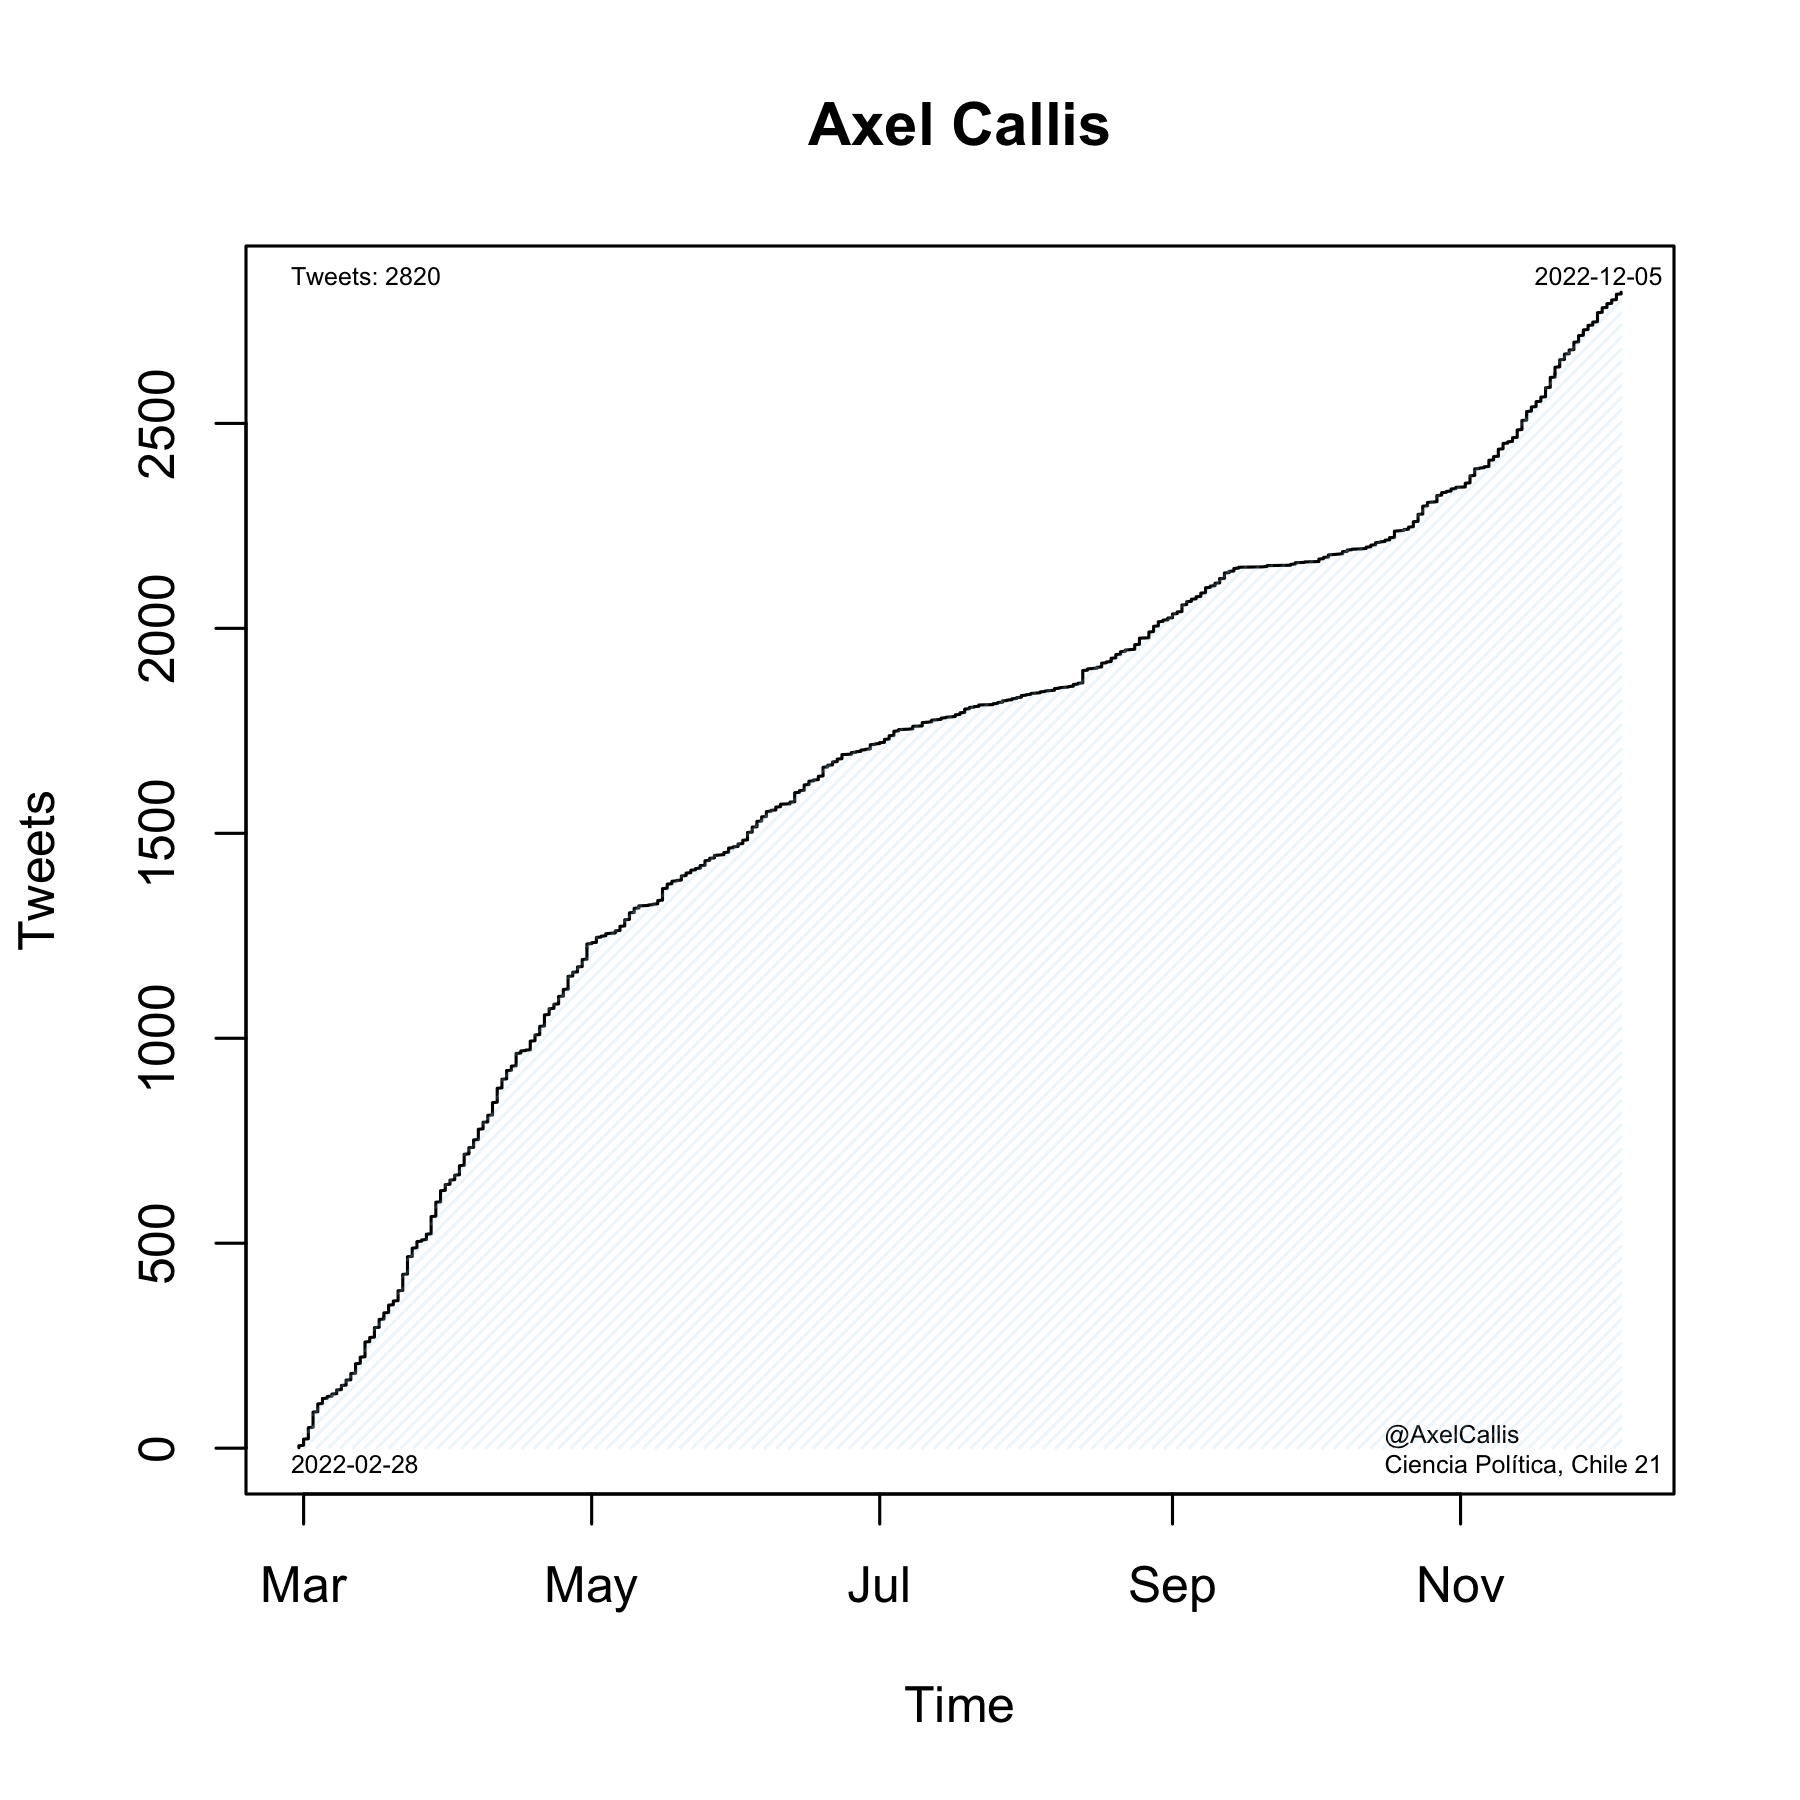 Axel Callis
Tweets: 2820
2022-12-05
2500
2000
1500
1000
500
0
Tweets
@AxelCallis
2022-02-28
Ciencia Política, Chile 21
Mar May Jul Sep Nov
Time